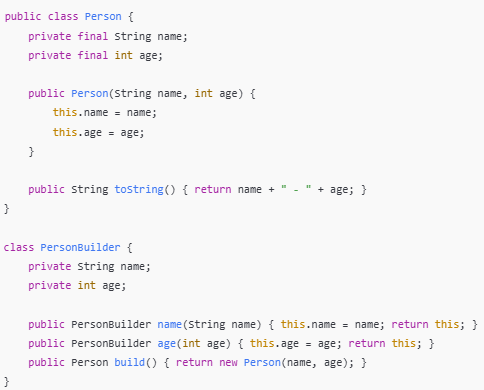 public class Person {
    private final String name;
    private final int age;

    public Person(String name, int age) {
        this.name = name;
        this.age = age;
    }

    public String toString() { return name + " - " + age; }
}

class PersonBuilder {
    private String name;
    private int age;

    public PersonBuilder name(String name) { this.name = name; return this; }
    public PersonBuilder age(int age) { this.age = age; return this; }
    public Person build() { return new Person(name, age); }
}